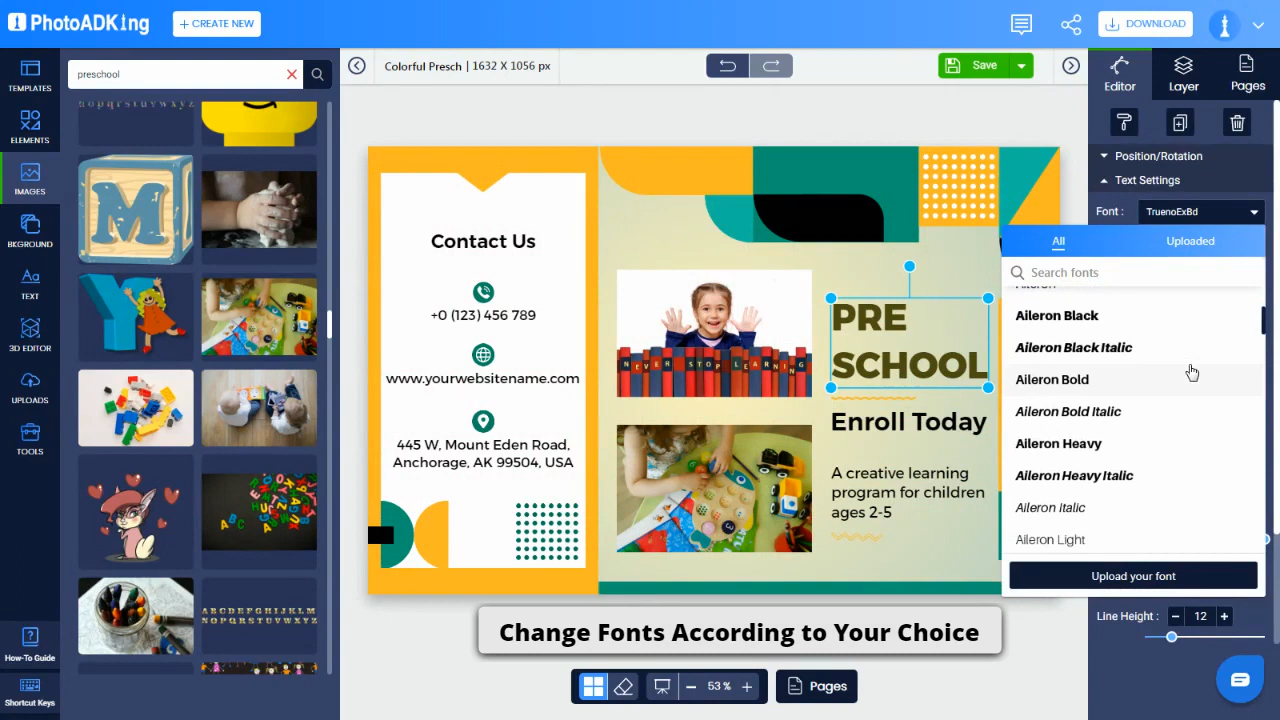 PhotoADKing
+ CREATE NEW
DOWNLOAD
TEMPLATES
ELEMENTS
IMAGES
BKGROUND
TEXT
3D EDITOR
UPLOADS
TOOLS
How-To Guide
Shortcut Keys
preschool
M
Y
A B C D E F G H I J K L M
N O P Q R S T U V W X Y Z
Colorful Presch | 1632 X 1056 px
Save
Contact Us
+0 (123) 456 789
www.yourwebsitename.com
445 W, Mount Eden Road,
Anchorage, AK 99504, USA
NEVER STOP LEARNING
PRE
SCHOOL
Enroll Today
A creative learning
program for children
ages 2-5
Change Fonts According to Your Choice
53 %
Pages
Editor
Layer
Pages
Position/Rotation
Text Settings
Font :
TruenoExBd
All
Uploaded
Search fonts
Aileron
Aileron Black
Aileron Black Italic
Aileron Bold
Aileron Bold Italic
Aileron Heavy
Aileron Heavy Italic
Aileron Italic
Aileron Light
Upload your font
Line Height :
− 12 +